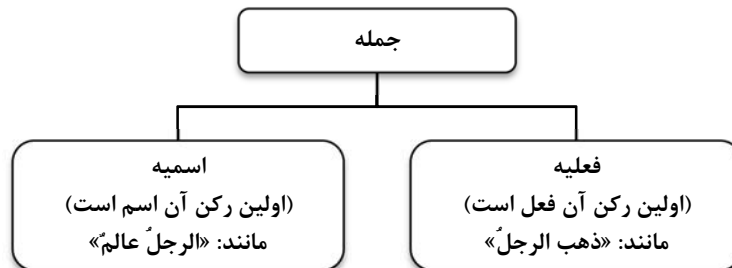 جمله
فعلیه
(اولین رکن آن فعل است)
مانند: «ذهب الرجلُ»
اسمیه
(اولین رکن آن اسم است)
مانند: «الرجلُ عالمٌ»